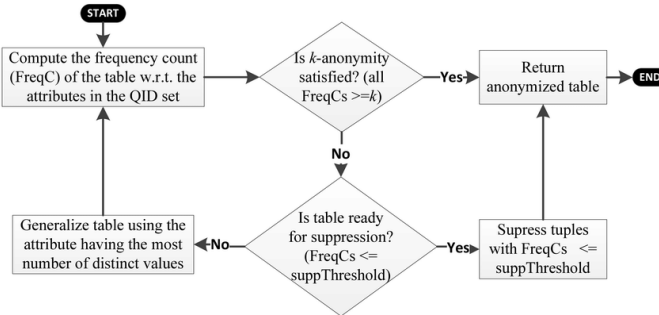 START
Compute the frequency count
(FreqC) of the table w.r.t. the
attributes in the QID set
Is k-anonymity
satisfied? (all
FreqCs >=k)
Yes
Return
anonymized table
END
No
Is table ready
for suppression?
(FreqCs <=
suppThreshold)
No
Generalize table using the
attribute having the most
number of distinct values
Yes
Supress tuples
with FreqCs <=
suppThreshold